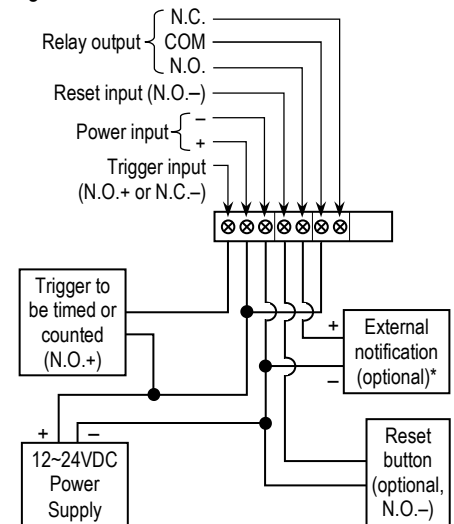 N.C.
Relay output
COM
N.O.
Reset input (N.O.–)
Power input
–
+
Trigger input
(N.O.+ or N.C.–)
Trigger to
be timed or
counted
(N.O.+)
+
External
notification
(optional)*
–
+ –
12~24VDC
Power
Supply
Reset
button
(optional,
N.O.–)